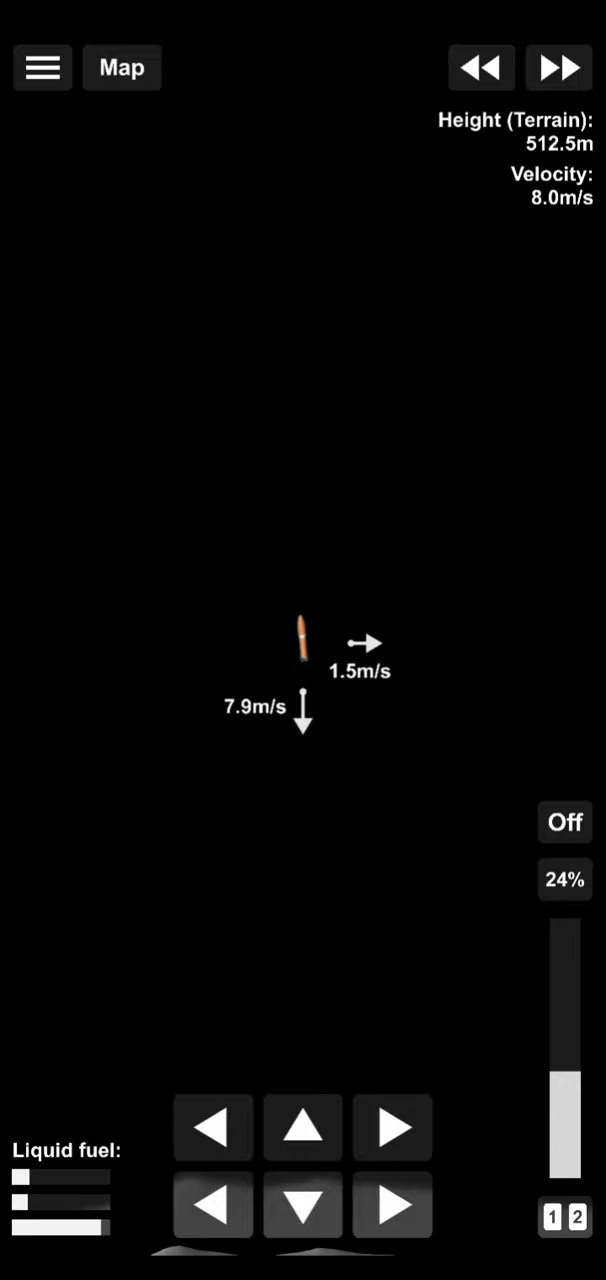 Map
Height (Terrain):
512.5m
Velocity:
8.0m/s
1.5m/s
7.9m/s
Off
24%
Liquid fuel:
1 2